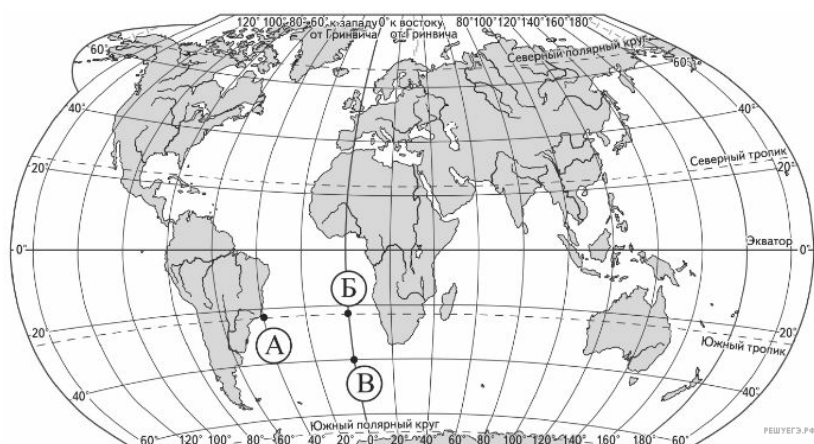 120° 100° 80° 60° к западу 0° к востоку 80° 100° 120° 140° 160° 180°
от Гринвича от Гринвича
Северный полярный круг
60° 60°
40° 40°
Северный тропик
20° 20°
Экватор
0° 0°
Б
А
20° 20°
Южный тропик
В
40° 40°
Южный полярный круг
60° 120° 100° 80° 60° 40° 20° 0° 20° 40° 60° 80° 100° 120° 140° 160° 180° 60°
РЕШУЕГЭ.РФ